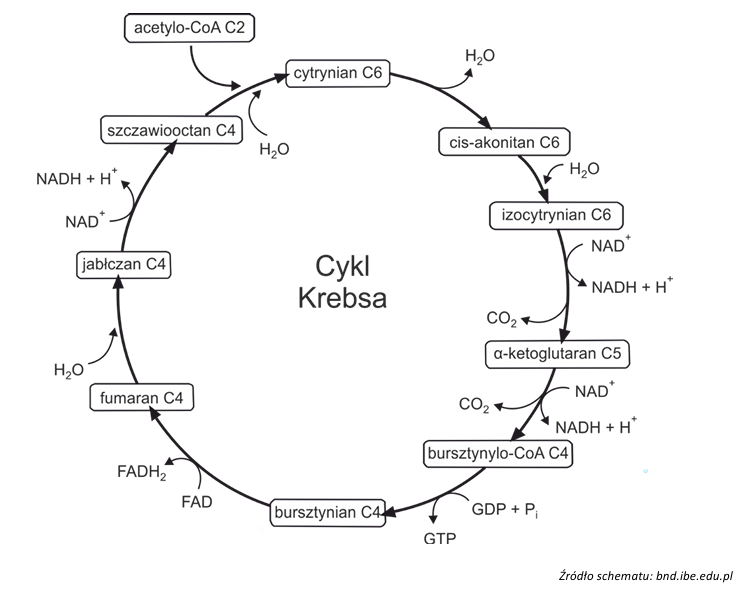 acetylo-CoA C2
cytrynian C6
H₂O
cis-akonitan C6
H₂O
izocytrynian C6
NAD⁺
NADH + H⁺
CO₂
α-ketoglutaran C5
NAD⁺
CO₂
NADH + H⁺
bursztynylo-CoA C4
GDP + Pᵢ
GTP
bursztynian C4
FAD
FADH₂
fumaran C4
H₂O
jabłczan C4
NAD⁺
NADH + H⁺
szczawiooctan C4
H₂O
Cykl
Krebsa
Źródło schematu: bnd.ibe.edu.pl